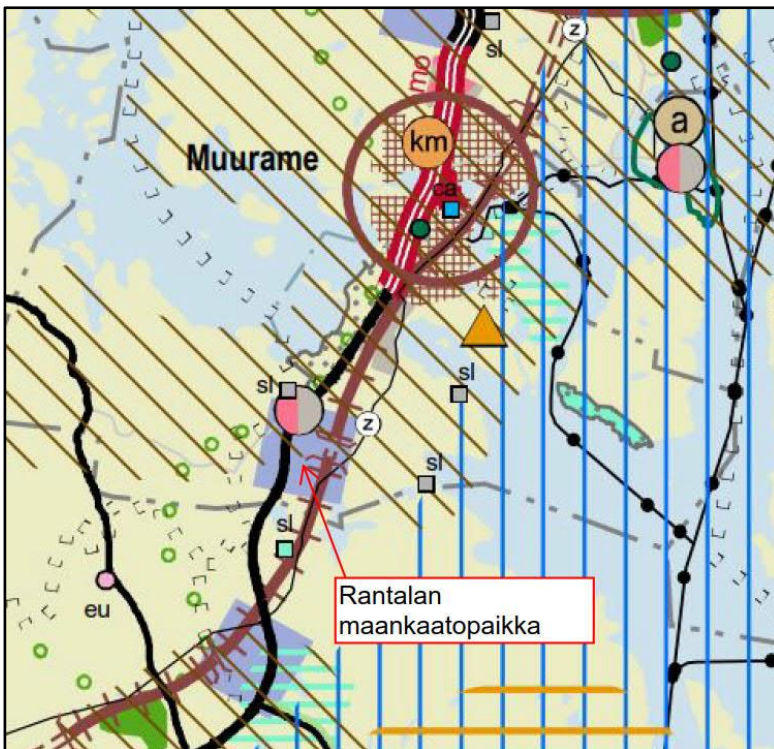 sl
z
mo
a
km
Muurame
ca
sl
sl
z
sl
sl
eu
Rantalan
maankaatopaikka